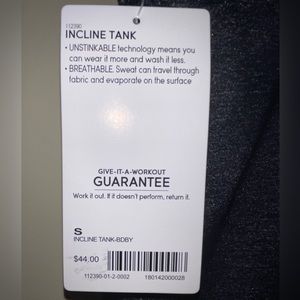 112390
INCLINE TANK
• UNSTINKABLE technology means you
can wear it more and wash it less.
• BREATHABLE. Sweat can travel through
fabric and evaporate on the surface
GIVE-IT-A-WORKOUT
GUARANTEE
Work it out. If it doesn't perform, return it.
S
INCLINE TANK-BDBY
$44.00
112390-01-2-0002 180142000028